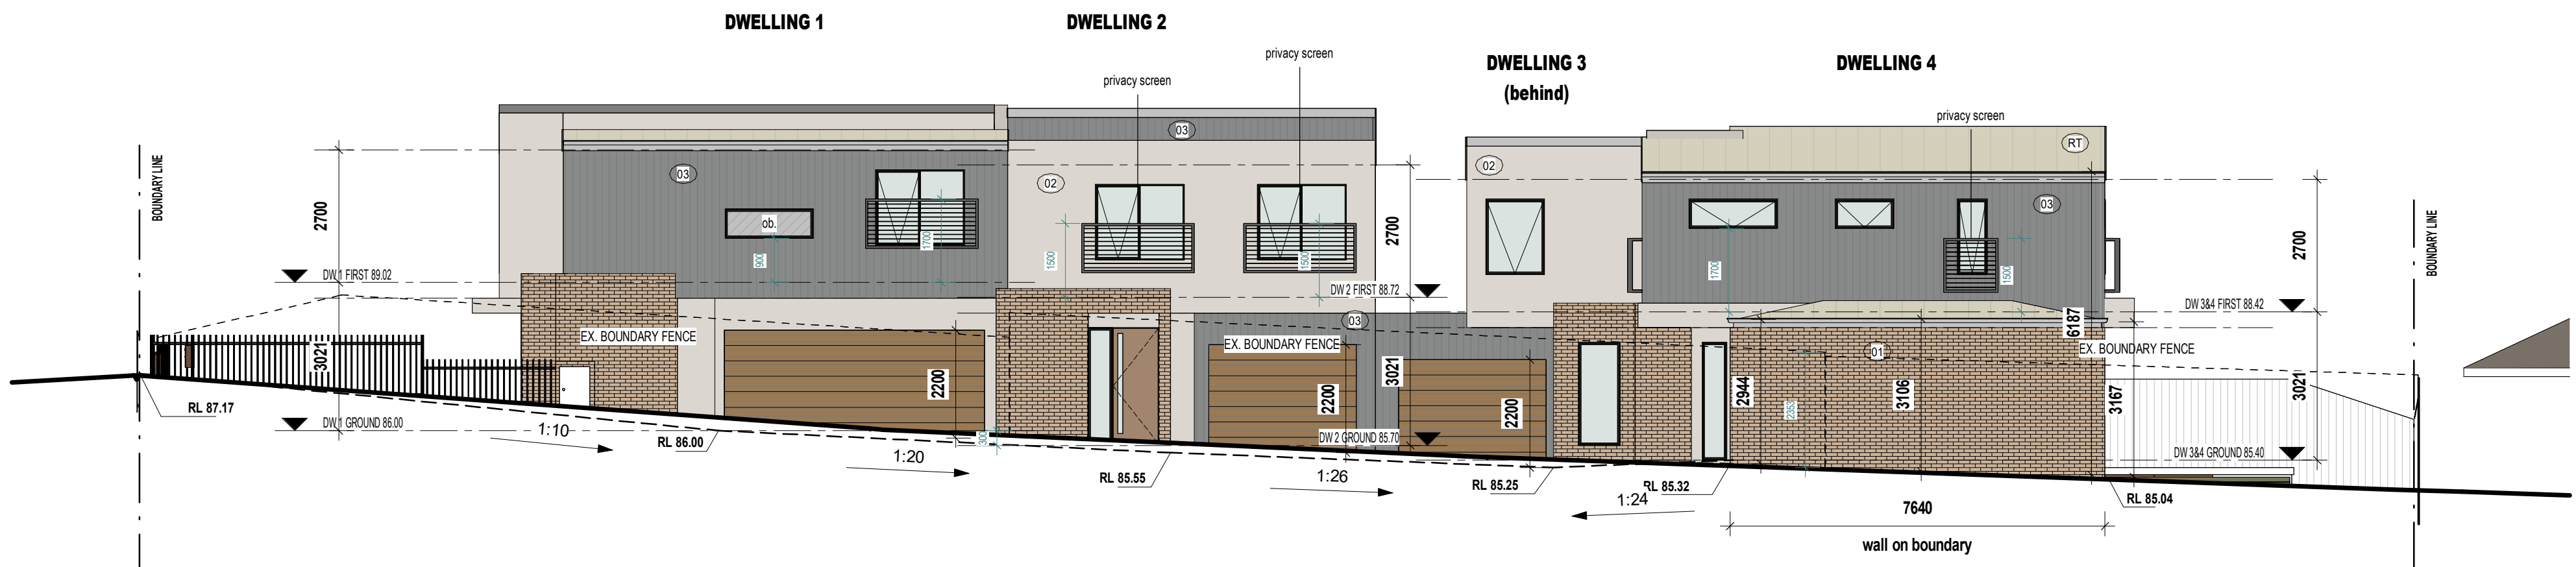 DWELLING 1
DWELLING 2
privacy screen
privacy screen
DWELLING 3
(behind)
DWELLING 4
privacy screen
BOUNDARY LINE
2700
DW 1 FIRST 89.02
3021
RL 87.17
DW 1 GROUND 86.00
1:10
RL 86.00
EX. BOUNDARY FENCE
03
ob.
900
1700
2200
300
1:20
RL 85.55
03
02
1500
1500
2700
DW 2 FIRST 88.72
03
EX. BOUNDARY FENCE
2200
3021
2200
DW 2 GROUND 85.70
1:26
RL 85.25
1:24
RL 85.32
02
RT
03
1700
1500
2700
BOUNDARY LINE
DW 3&4 FIRST 88.42
6187
EX. BOUNDARY FENCE
01
2944
2353
3106
3167
3021
DW 3&4 GROUND 85.40
RL 85.04
7640
wall on boundary